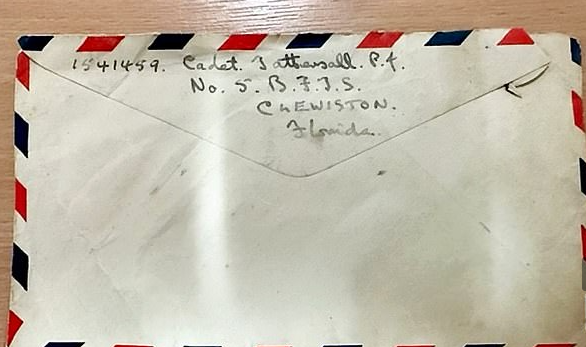 1541459. Cadet. Tattersall. P.F.
No. 5. B.F.T.S.
CLEWISTON.
Florida.